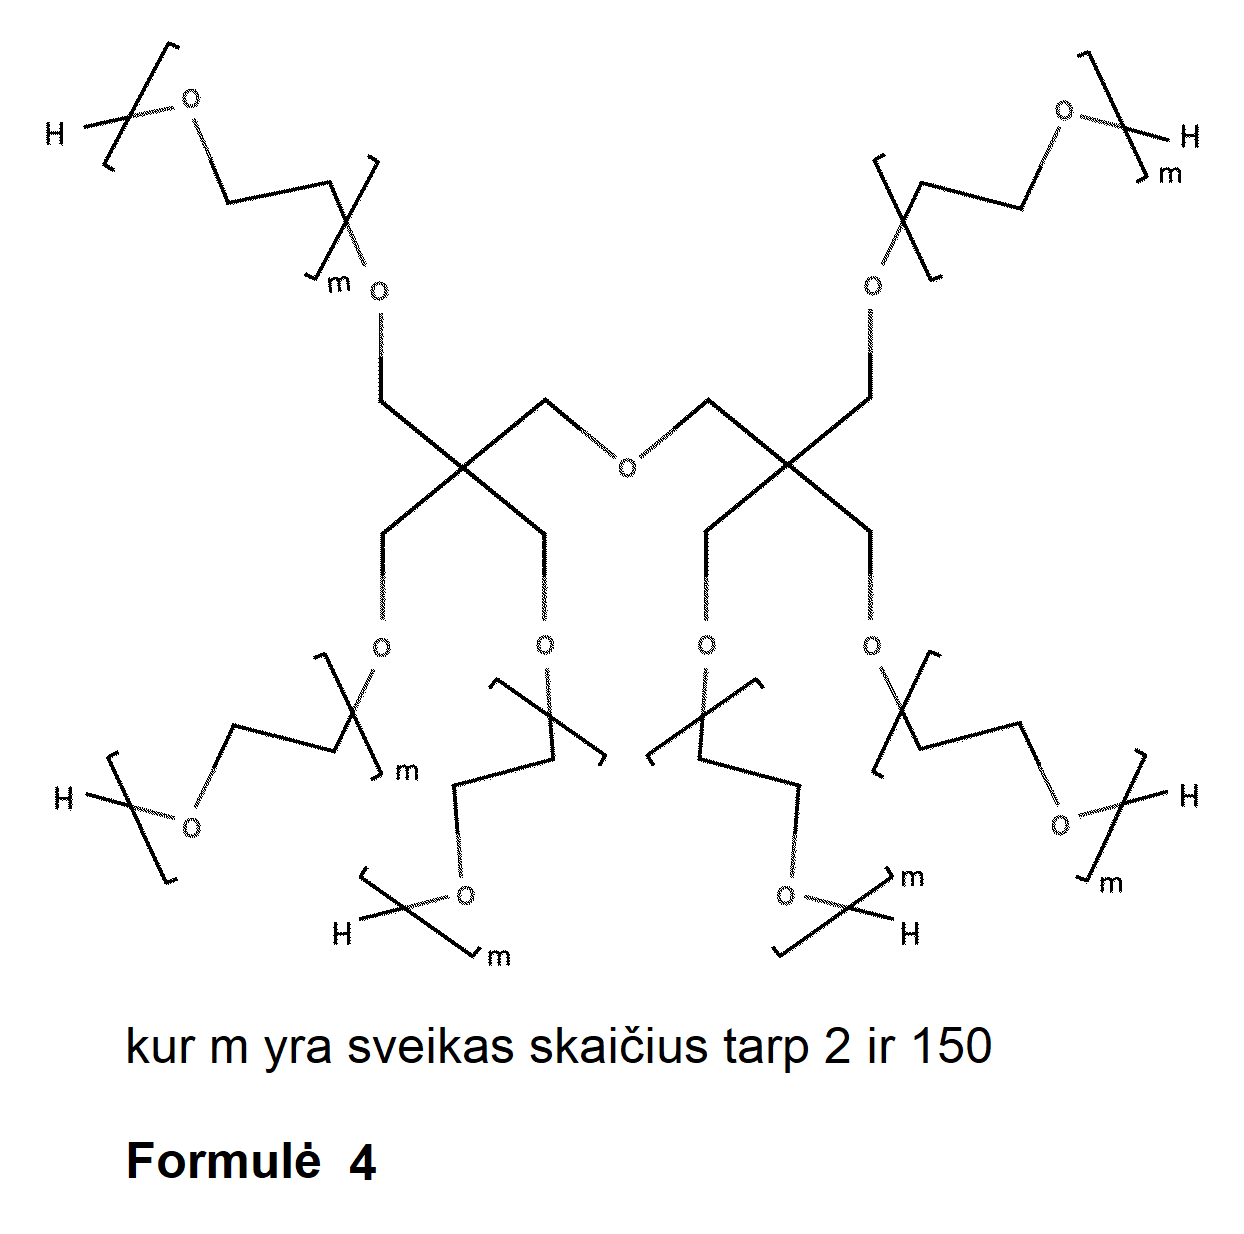 H O O H
m m
O O
O
O O O O
m
H O O H
m
O O m
H m H
m
kur m yra sveikas skaičius tarp 2 ir 150
Formulė 4